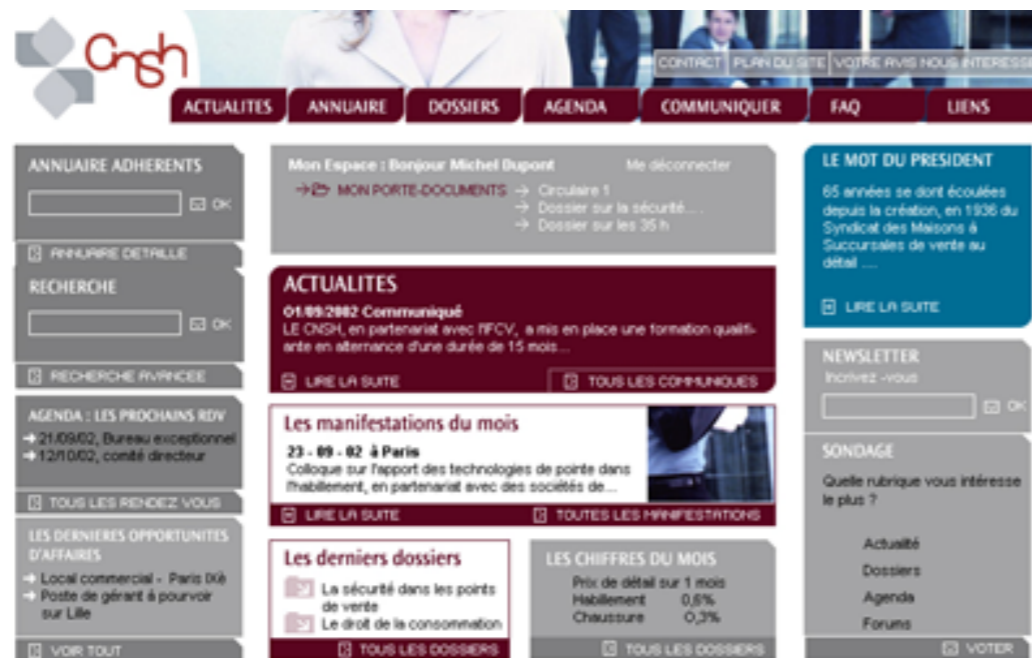 Cnsh
CONTACT PLAN DU SITE VOTRE AVIS NOUS INTERESSE
ACTUALITES ANNUAIRE DOSSIERS AGENDA COMMUNIQUER FAQ LIENS
ANNUAIRE ADHERENTS
OK
ANNUAIRE DETAILLE
RECHERCHE
OK
RECHERCHE AVANCEE
AGENDA : LES PROCHAINS RDV
21/09/02, Bureau exceptionnel
12/10/02, comité directeur
TOUS LES RENDEZ VOUS
LES DERNIERES OPPORTUNITES
D'AFFAIRES
Local commercial - Paris IXè
Poste de gérant à pourvoir
sur Lille
VOIR TOUT
Mon Espace : Bonjour Michel Dupont Me déconnecter
MON PORTE-DOCUMENTS
Circulaire 1
Dossier sur la sécurité.....
Dossier sur les 35 h
ACTUALITES
01/09/2002 Communiqué
LE CNSH, en partenariat avec l'IFCV, a mis en place une formation qualifi-
ante en alternance d'une durée de 15 mois...
LIRE LA SUITE TOUS LES COMMUNIQUES
Les manifestations du mois
23 - 09 - 02 à Paris
Colloque sur l'apport des technologies de pointe dans
l'habillement, en partenariat avec des sociétés de...
LIRE LA SUITE TOUTES LES MANIFESTATIONS
Les derniers dossiers
La sécurité dans les points
de vente
Le droit de la consommation
TOUS LES DOSSIERS
LES CHIFFRES DU MOIS
Prix de détail sur 1 mois
Habillement 0,6%
Chaussure 0,3%
TOUS LES DOSSIERS
LE MOT DU PRESIDENT
65 années se dont écoulées
depuis la création, en 1936 du
Syndicat des Maisons à
Succursales de vente au
détail ....
LIRE LA SUITE
NEWSLETTER
Incrivez -vous
OK
SONDAGE
Quelle rubrique vous intéresse
le plus ?
Actualité
Dossiers
Agenda
Forums
VOTER